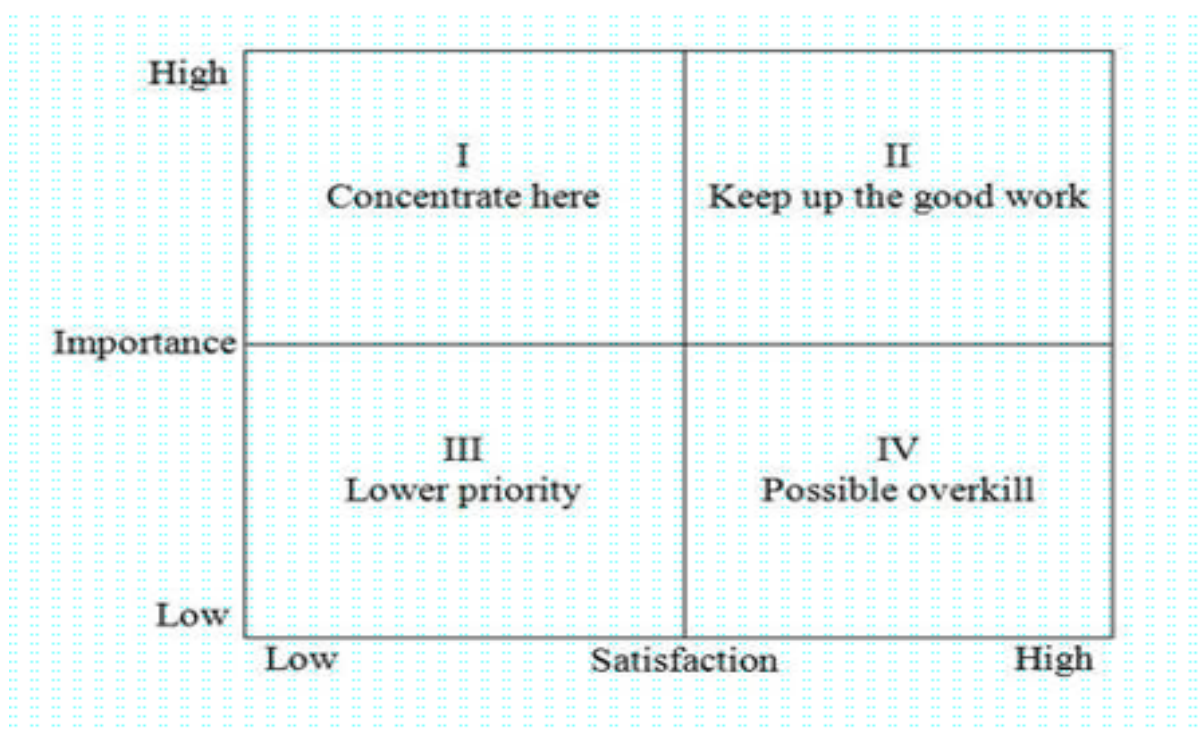 High
I
Concentrate here
II
Keep up the good work
Importance
III
Lower priority
IV
Possible overkill
Low
Low
Satisfaction
High